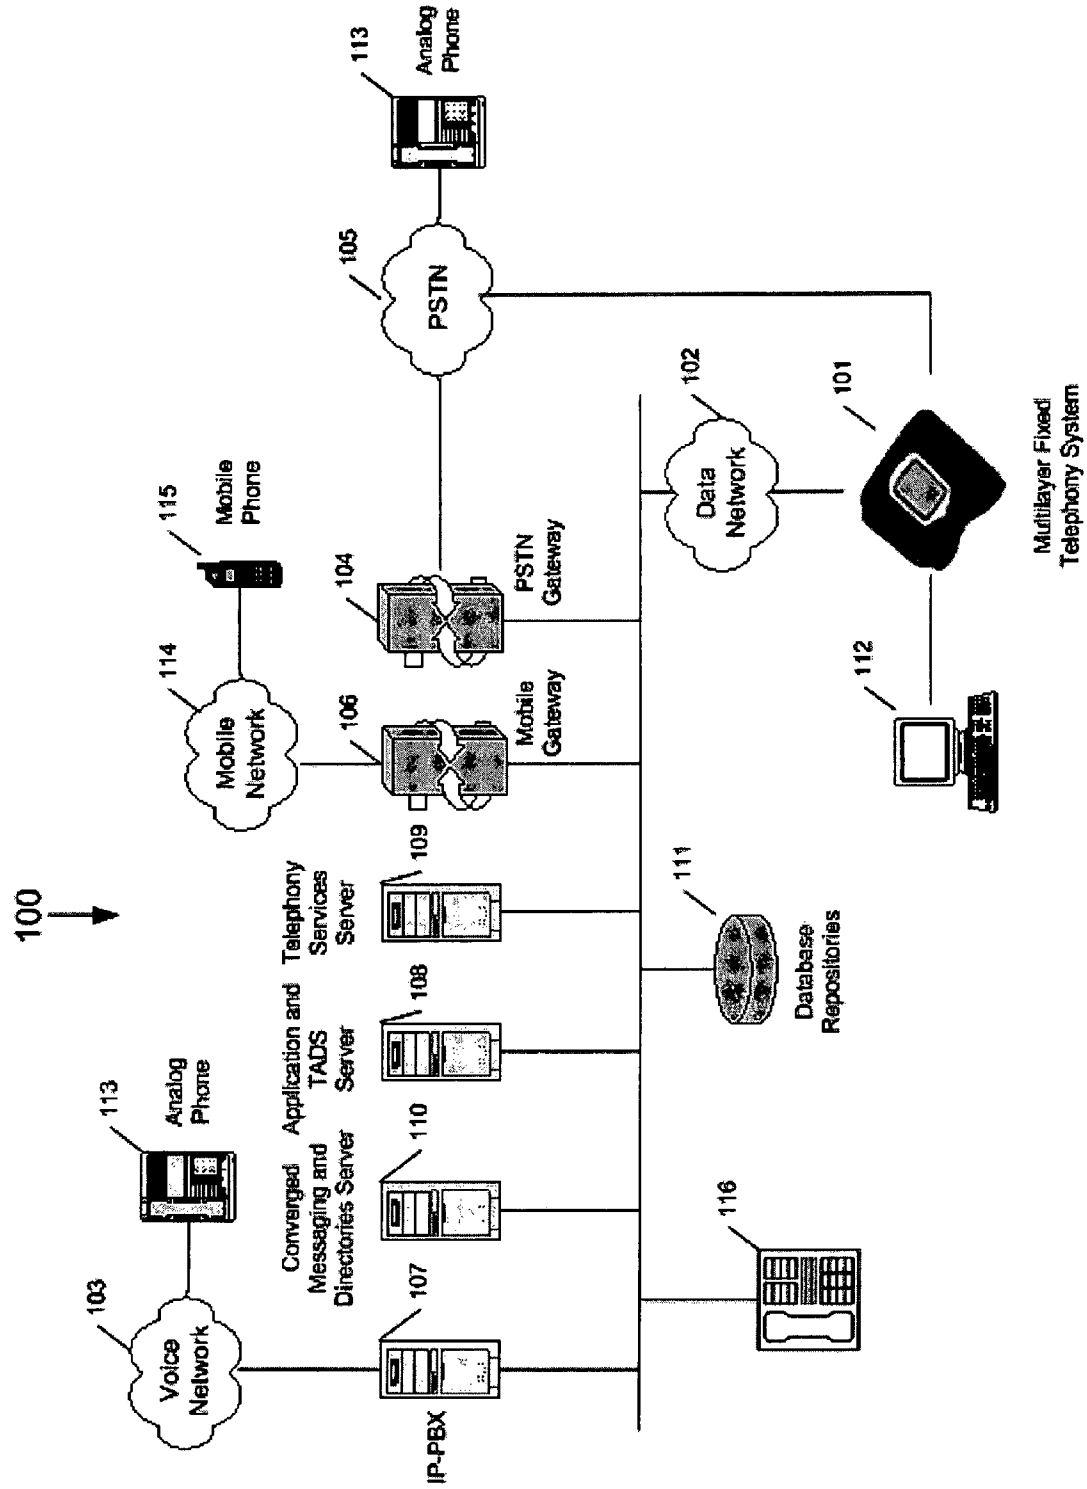 100
103
Voice
Network
113
Analog
Phone
107
IP-PBX
Converged
Messaging and
Directories Server
110
Application and
TADS
Server
108
Telephony
Services
Server
109
114
Mobile
Network
115
Mobile
Phone
106
Mobile
Gateway
104
PSTN
Gateway
105
PSTN
113
Analog
Phone
116
111
Database
Repositories
112
102
Data
Network
101
Multilayer Fixed
Telephony System